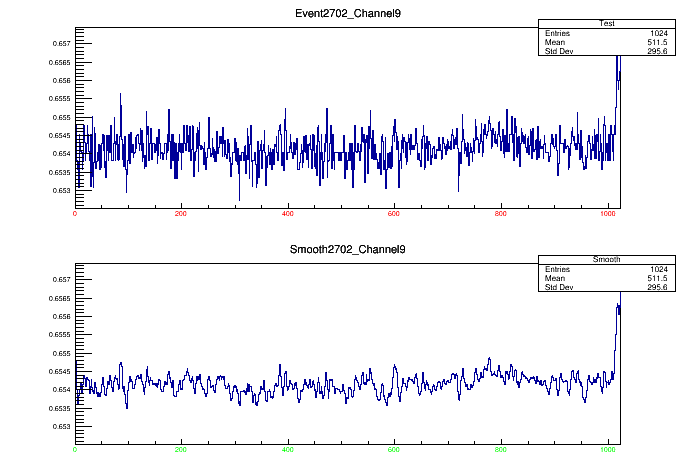 Event2702_Channel9
Test
Entries 1024
Mean 511.5
Std Dev 295.6
0.657
0.6565
0.656
0.6555
0.655
0.6545
0.654
0.6535
0.653
0 200 400 600 800 1000
Smooth2702_Channel9
Smooth
Entries 1024
Mean 511.5
Std Dev 295.6
0.657
0.6565
0.656
0.6555
0.655
0.6545
0.654
0.6535
0.653
0 200 400 600 800 1000